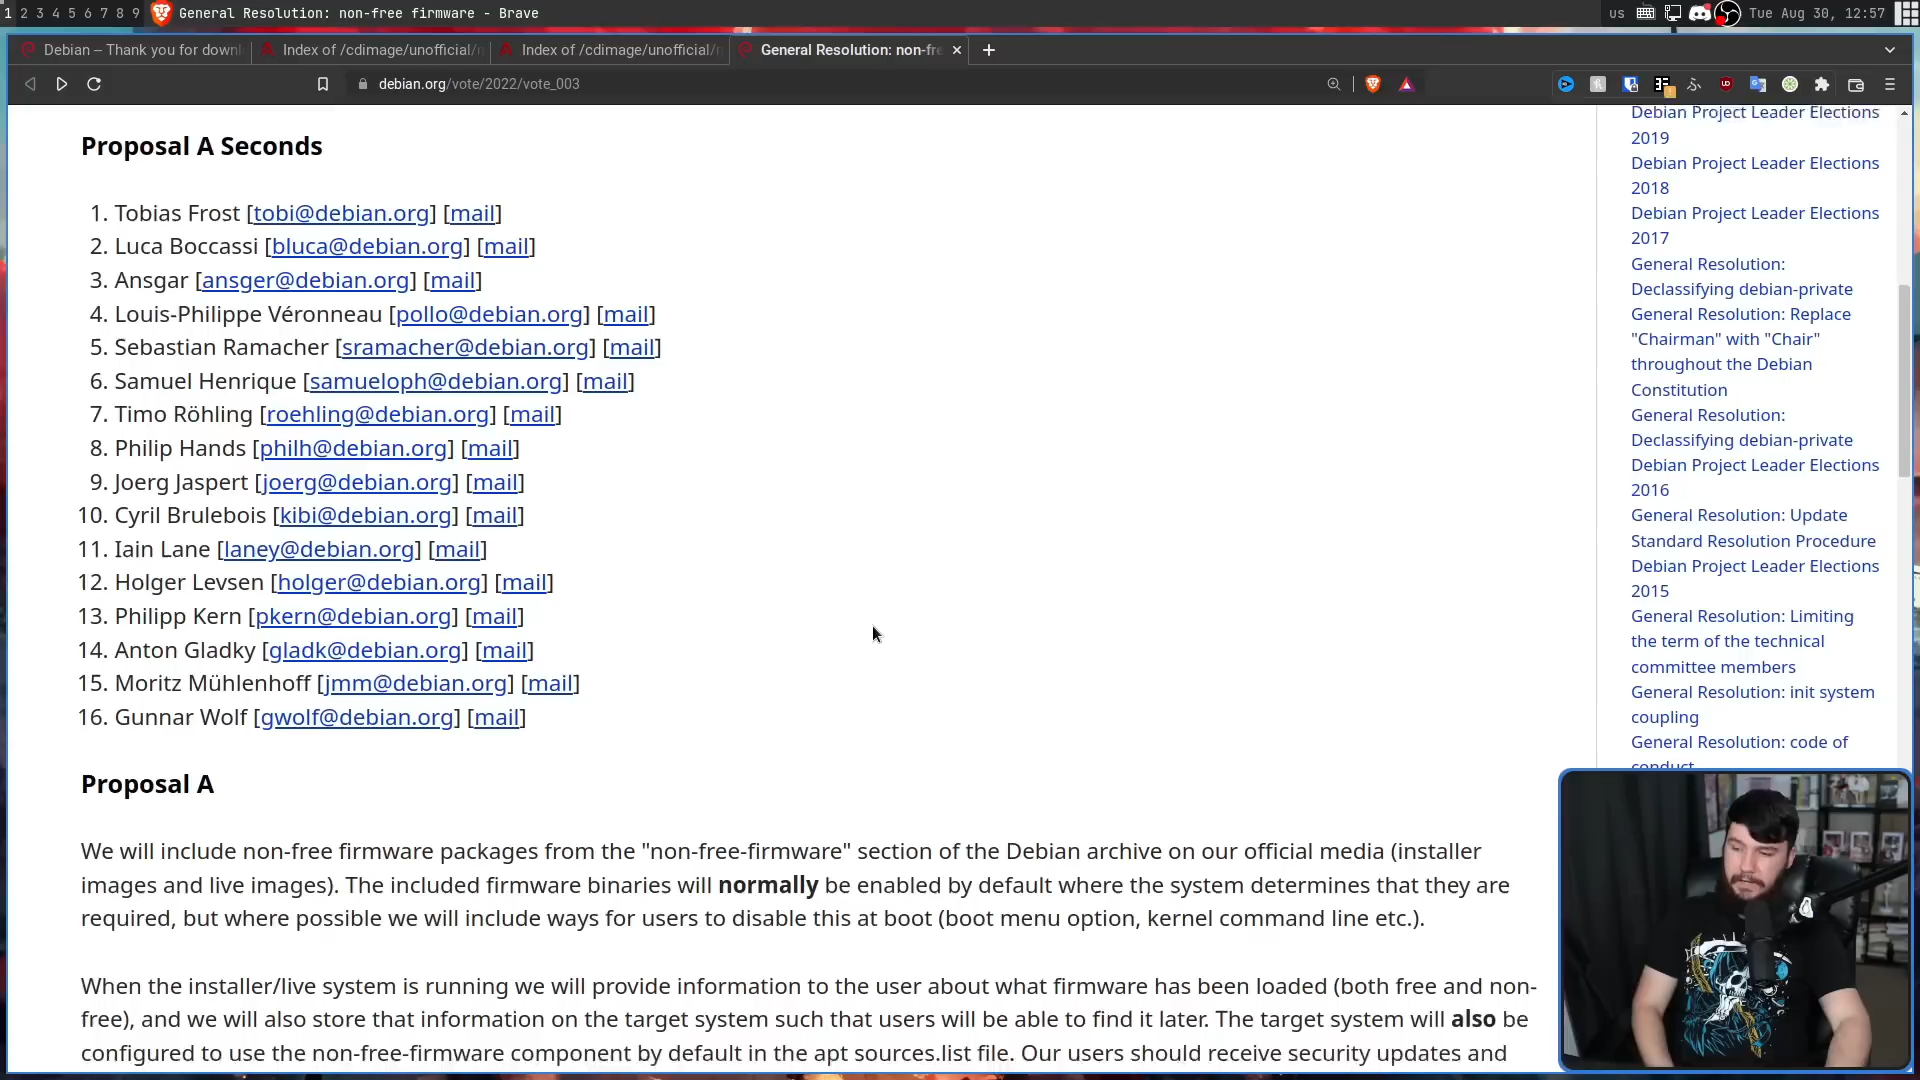 1 2 3 4 5 6 7 8 9 General Resolution: non-free firmware - Brave
us Tue Aug 30, 12:57
Debian – Thank you for down
Index of /cdimage/unofficial/
Index of /cdimage/unofficial/
General Resolution: non-fre
debian.org/vote/2022/vote_003
Proposal A Seconds
1. Tobias Frost [tobi@debian.org] [mail]
2. Luca Boccassi [bluca@debian.org] [mail]
3. Ansgar [ansger@debian.org] [mail]
4. Louis-Philippe Véronneau [pollo@debian.org] [mail]
5. Sebastian Ramacher [sramacher@debian.org] [mail]
6. Samuel Henrique [samueloph@debian.org] [mail]
7. Timo Röhling [roehling@debian.org] [mail]
8. Philip Hands [philh@debian.org] [mail]
9. Joerg Jaspert [joerg@debian.org] [mail]
10. Cyril Brulebois [kibi@debian.org] [mail]
11. Iain Lane [laney@debian.org] [mail]
12. Holger Levsen [holger@debian.org] [mail]
13. Philipp Kern [pkern@debian.org] [mail]
14. Anton Gladky [gladk@debian.org] [mail]
15. Moritz Mühlenhoff [jmm@debian.org] [mail]
16. Gunnar Wolf [gwolf@debian.org] [mail]
Proposal A
We will include non-free firmware packages from the "non-free-firmware" section of the Debian archive on our official media (installer
images and live images). The included firmware binaries will normally be enabled by default where the system determines that they are
required, but where possible we will include ways for users to disable this at boot (boot menu option, kernel command line etc.).
When the installer/live system is running we will provide information to the user about what firmware has been loaded (both free and non-
free), and we will also store that information on the target system such that users will be able to find it later. The target system will also be
configured to use the non-free-firmware component by default in the apt sources.list file. Our users should receive security updates and
Debian Project Leader Elections
2019
Debian Project Leader Elections
2018
Debian Project Leader Elections
2017
General Resolution:
Declassifying debian-private
General Resolution: Replace
"Chairman" with "Chair"
throughout the Debian
Constitution
General Resolution:
Declassifying debian-private
Debian Project Leader Elections
2016
General Resolution: Update
Standard Resolution Procedure
Debian Project Leader Elections
2015
General Resolution: Limiting
the term of the technical
committee members
General Resolution: init system
coupling
General Resolution: code of
conduct